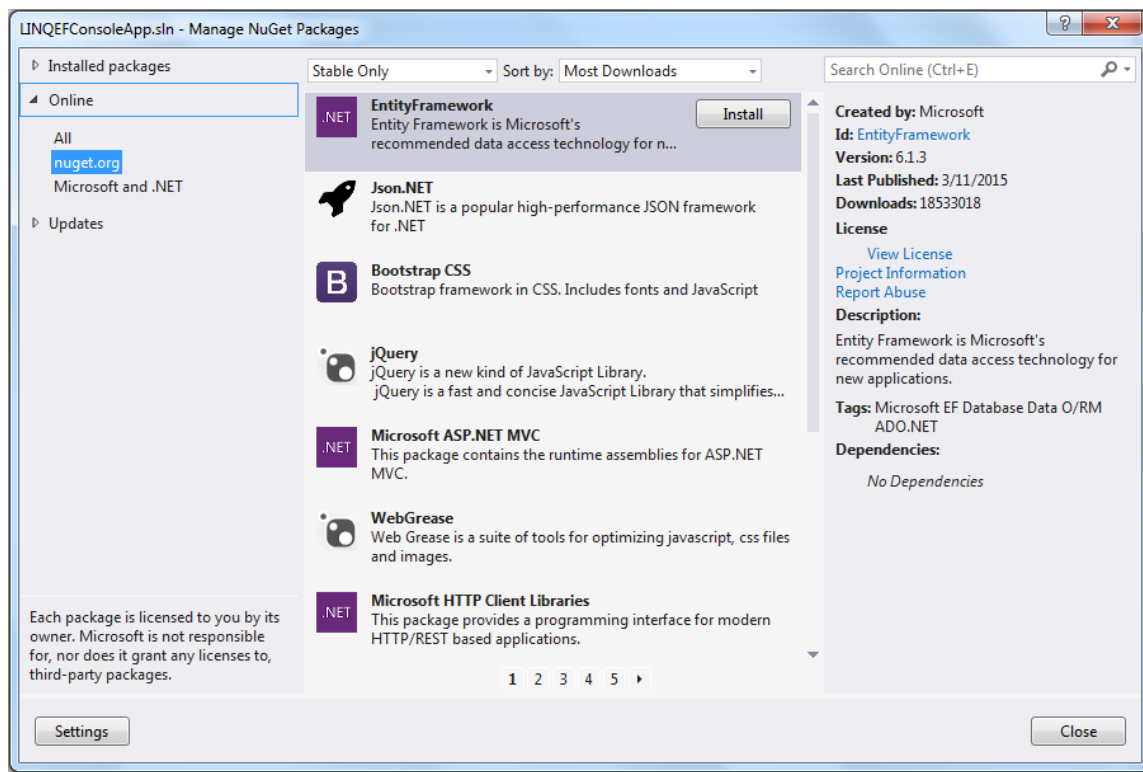 LINQEFConsoleApp.sln - Manage NuGet Packages
?
X
Installed packages
Online
All
nuget.org
Microsoft and .NET
Updates
Each package is licensed to you by its
owner. Microsoft is not responsible
for, nor does it grant any licenses to,
third-party packages.
Settings
Stable Only
Sort by: Most Downloads
.NET
EntityFramework
Entity Framework is Microsoft's
recommended data access technology for n...
Install
Json.NET
Json.NET is a popular high-performance JSON framework
for .NET
B
Bootstrap CSS
Bootstrap framework in CSS. Includes fonts and JavaScript
jQuery
jQuery is a new kind of JavaScript Library.
jQuery is a fast and concise JavaScript Library that simplifies...
.NET
Microsoft ASP.NET MVC
This package contains the runtime assemblies for ASP.NET
MVC.
WebGrease
Web Grease is a suite of tools for optimizing javascript, css files
and images.
.NET
Microsoft HTTP Client Libraries
This package provides a programming interface for modern
HTTP/REST based applications.
1 2 3 4 5
Search Online (Ctrl+E)
Created by: Microsoft
Id: EntityFramework
Version: 6.1.3
Last Published: 3/11/2015
Downloads: 18533018
License
View License
Project Information
Report Abuse
Description:
Entity Framework is Microsoft's
recommended data access technology for
new applications.
Tags: Microsoft EF Database Data O/RM
ADO.NET
Dependencies:
No Dependencies
Close